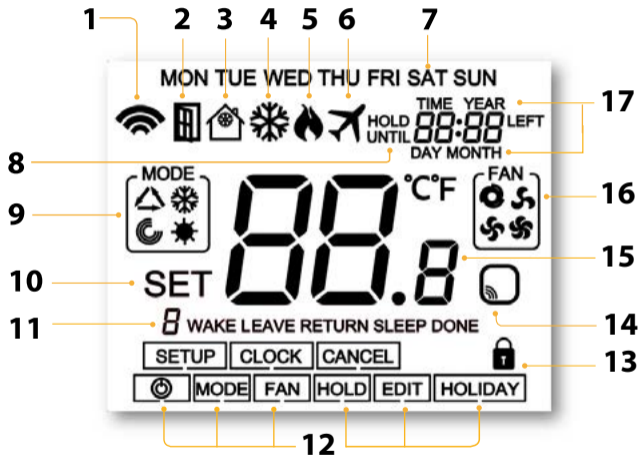 1 2 3 4 5 6 7
MON TUE WED THU FRI SAT SUN
TIME YEAR 17
HOLD 88:88 LEFT
UNTIL
8 DAY MONTH
MODE 88.8 °C°F FAN
9 16
15
10 SET
14
11 8 WAKE LEAVE RETURN SLEEP DONE
SETUP CLOCK CANCEL
13
MODE FAN HOLD EDIT HOLIDAY
12